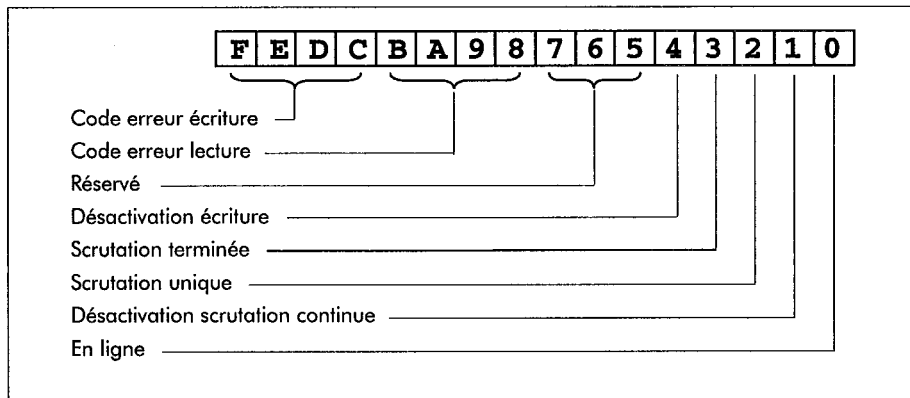 F E D C B A 9 8 7 6 5 4 3 2 1 0
Code erreur écriture
Code erreur lecture
Réservé
Désactivation écriture
Scrutation terminée
Scrutation unique
Désactivation scrutation continue
En ligne